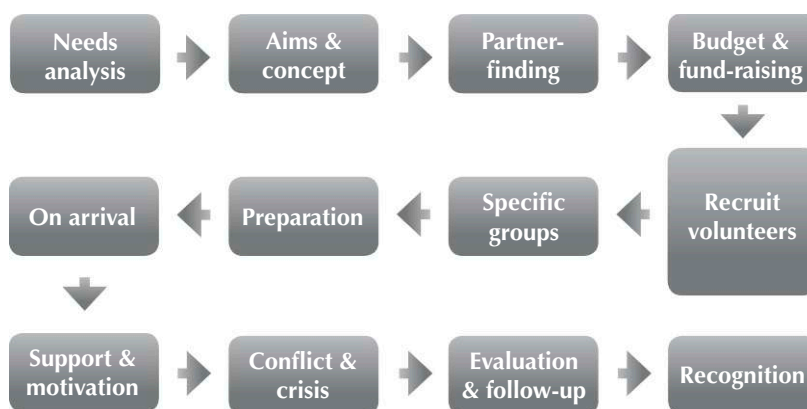 Needs
analysis
Aims &
concept
Partner-
finding
Budget &
fund-raising
Recruit
volunteers
Specific
groups
Preparation
On arrival
Support &
motivation
Conflict &
crisis
Evaluation
& follow-up
Recognition